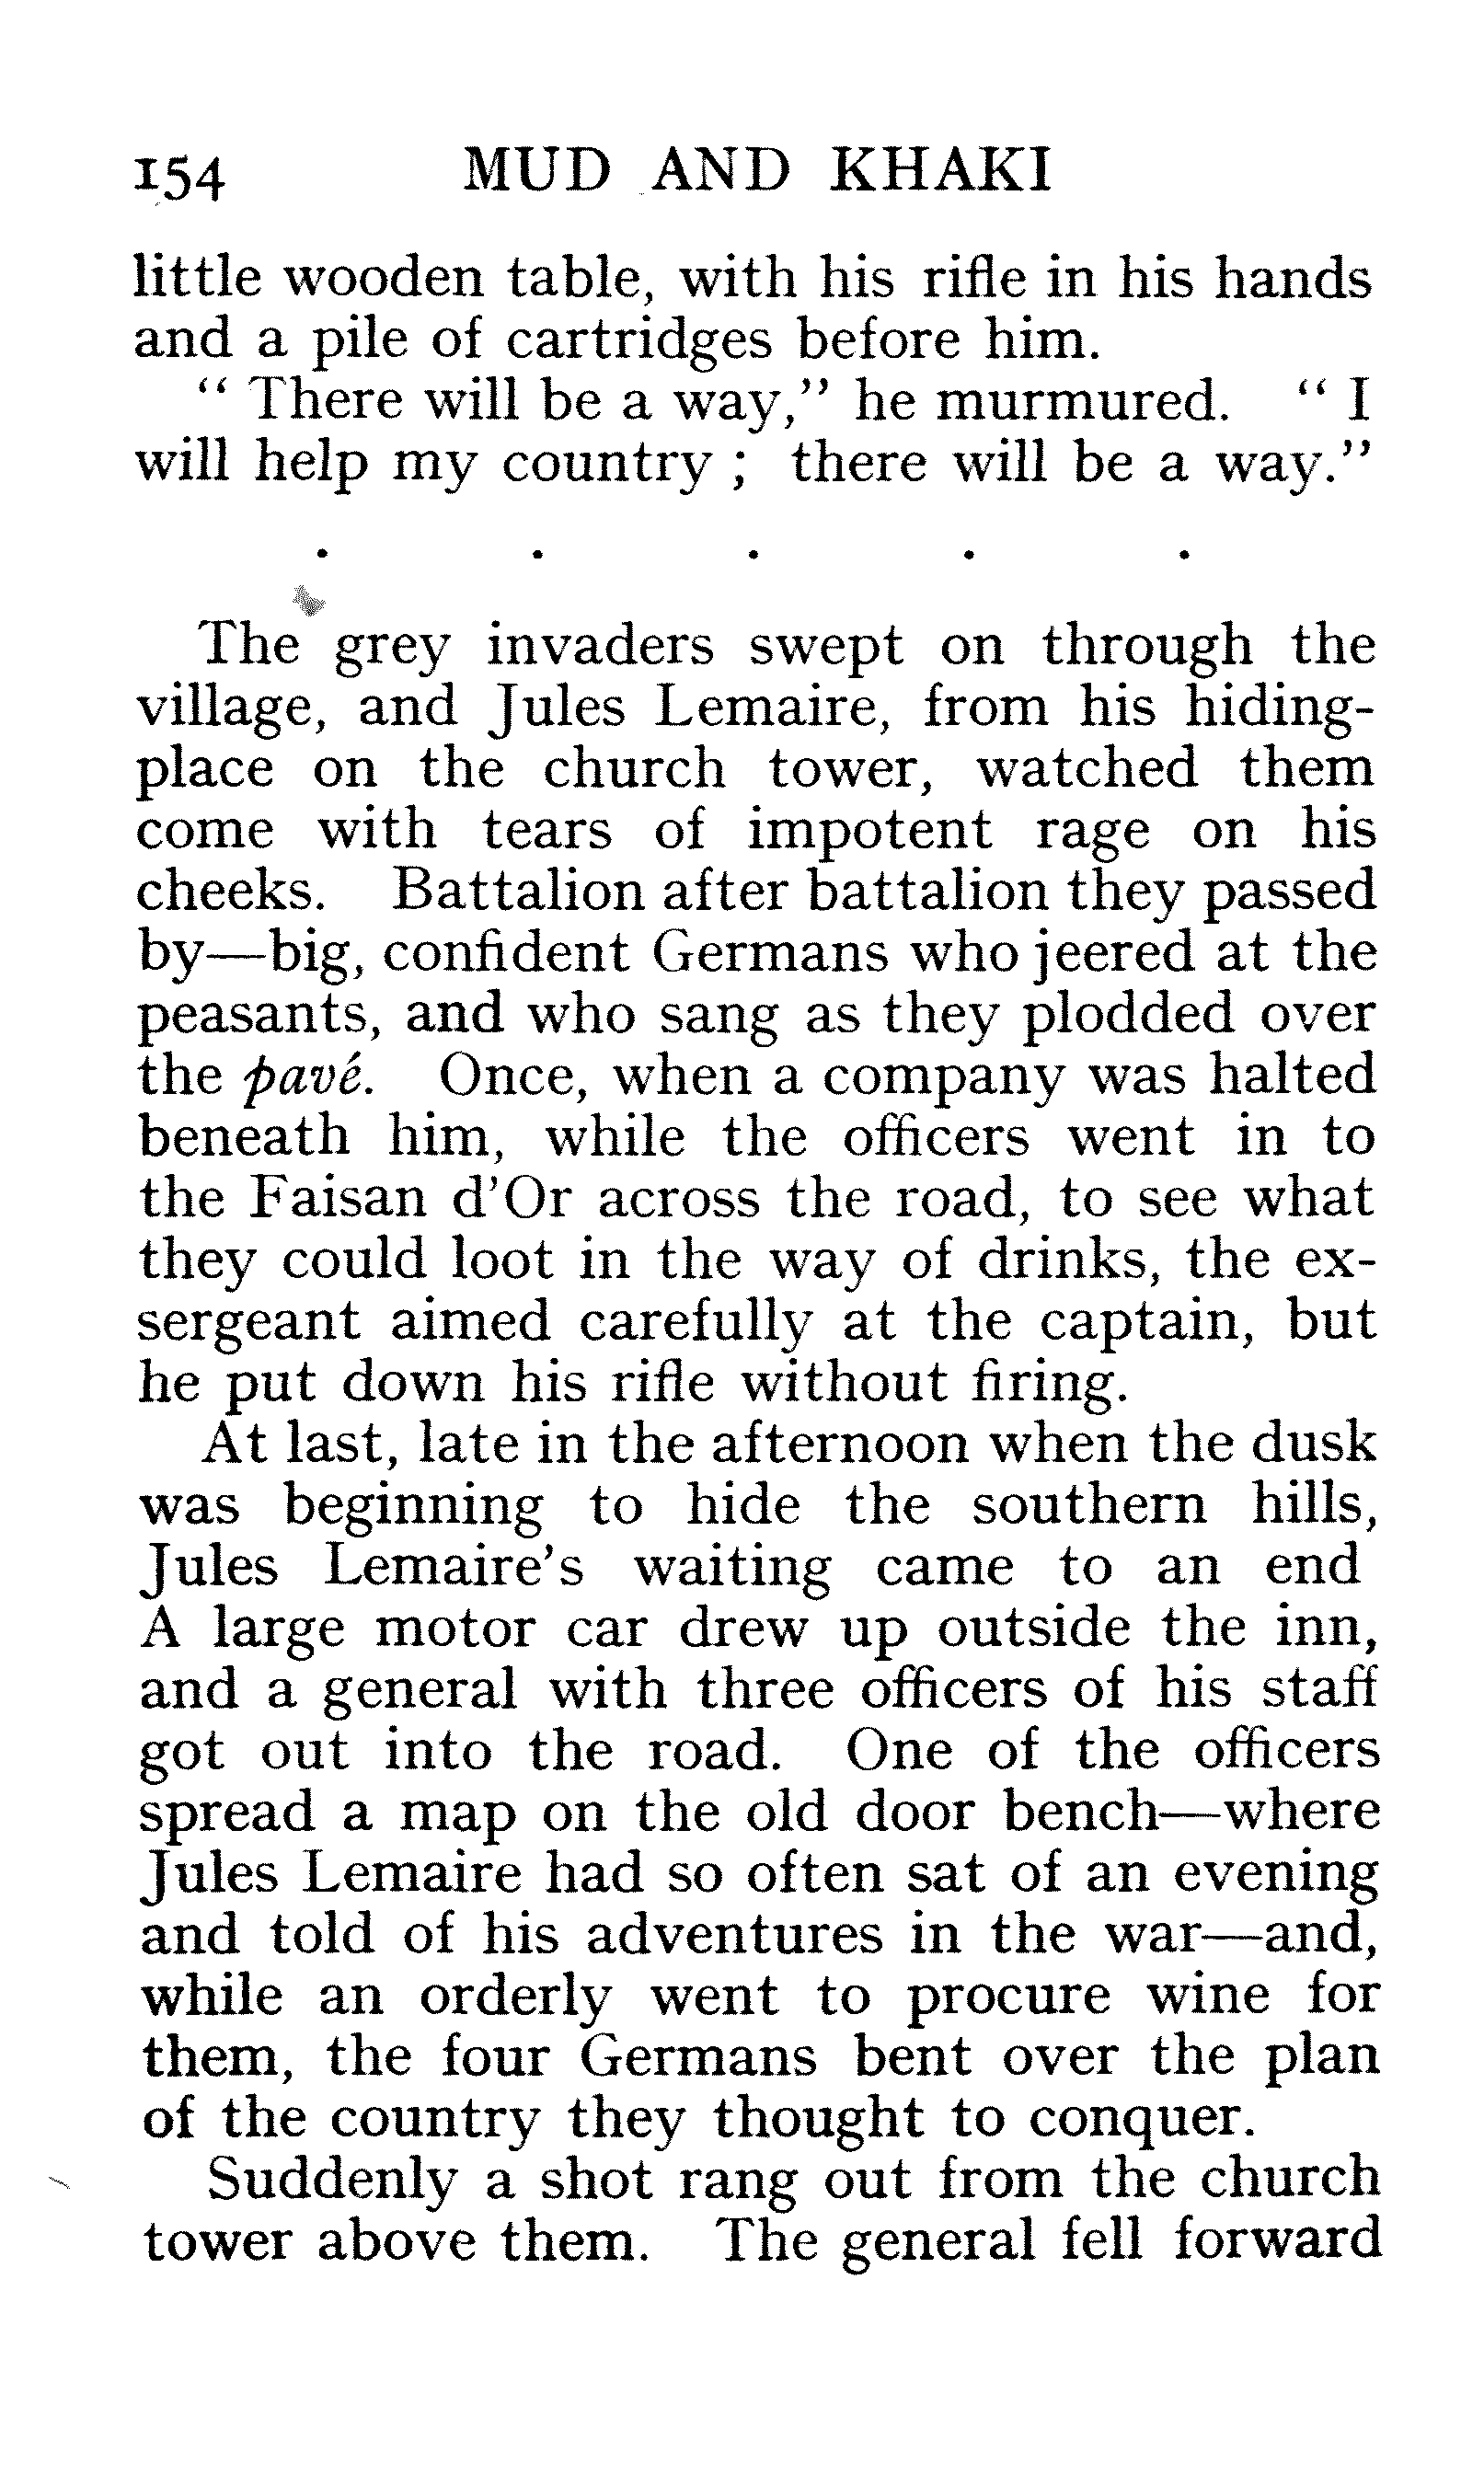 154 MUD AND KHAKI
little wooden table, with his rifle in his hands
and a pile of cartridges before him.
" There will be a way," he murmured. " I
will help my country ; there will be a way."
. . . . .
The grey invaders swept on through the
village, and Jules Lemaire, from his hiding-
place on the church tower, watched them
come with tears of impotent rage on his
cheeks. Battalion after battalion they passed
by—big, confident Germans who jeered at the
peasants, and who sang as they plodded over
the pavé. Once, when a company was halted
beneath him, while the officers went in to
the Faisan d'Or across the road, to see what
they could loot in the way of drinks, the ex-
sergeant aimed carefully at the captain, but
he put down his rifle without firing.
At last, late in the afternoon when the dusk
was beginning to hide the southern hills,
Jules Lemaire's waiting came to an end
A large motor car drew up outside the inn,
and a general with three officers of his staff
got out into the road. One of the officers
spread a map on the old door bench—where
Jules Lemaire had so often sat of an evening
and told of his adventures in the war—and,
while an orderly went to procure wine for
them, the four Germans bent over the plan
of the country they thought to conquer.
Suddenly a shot rang out from the church
tower above them. The general fell forward